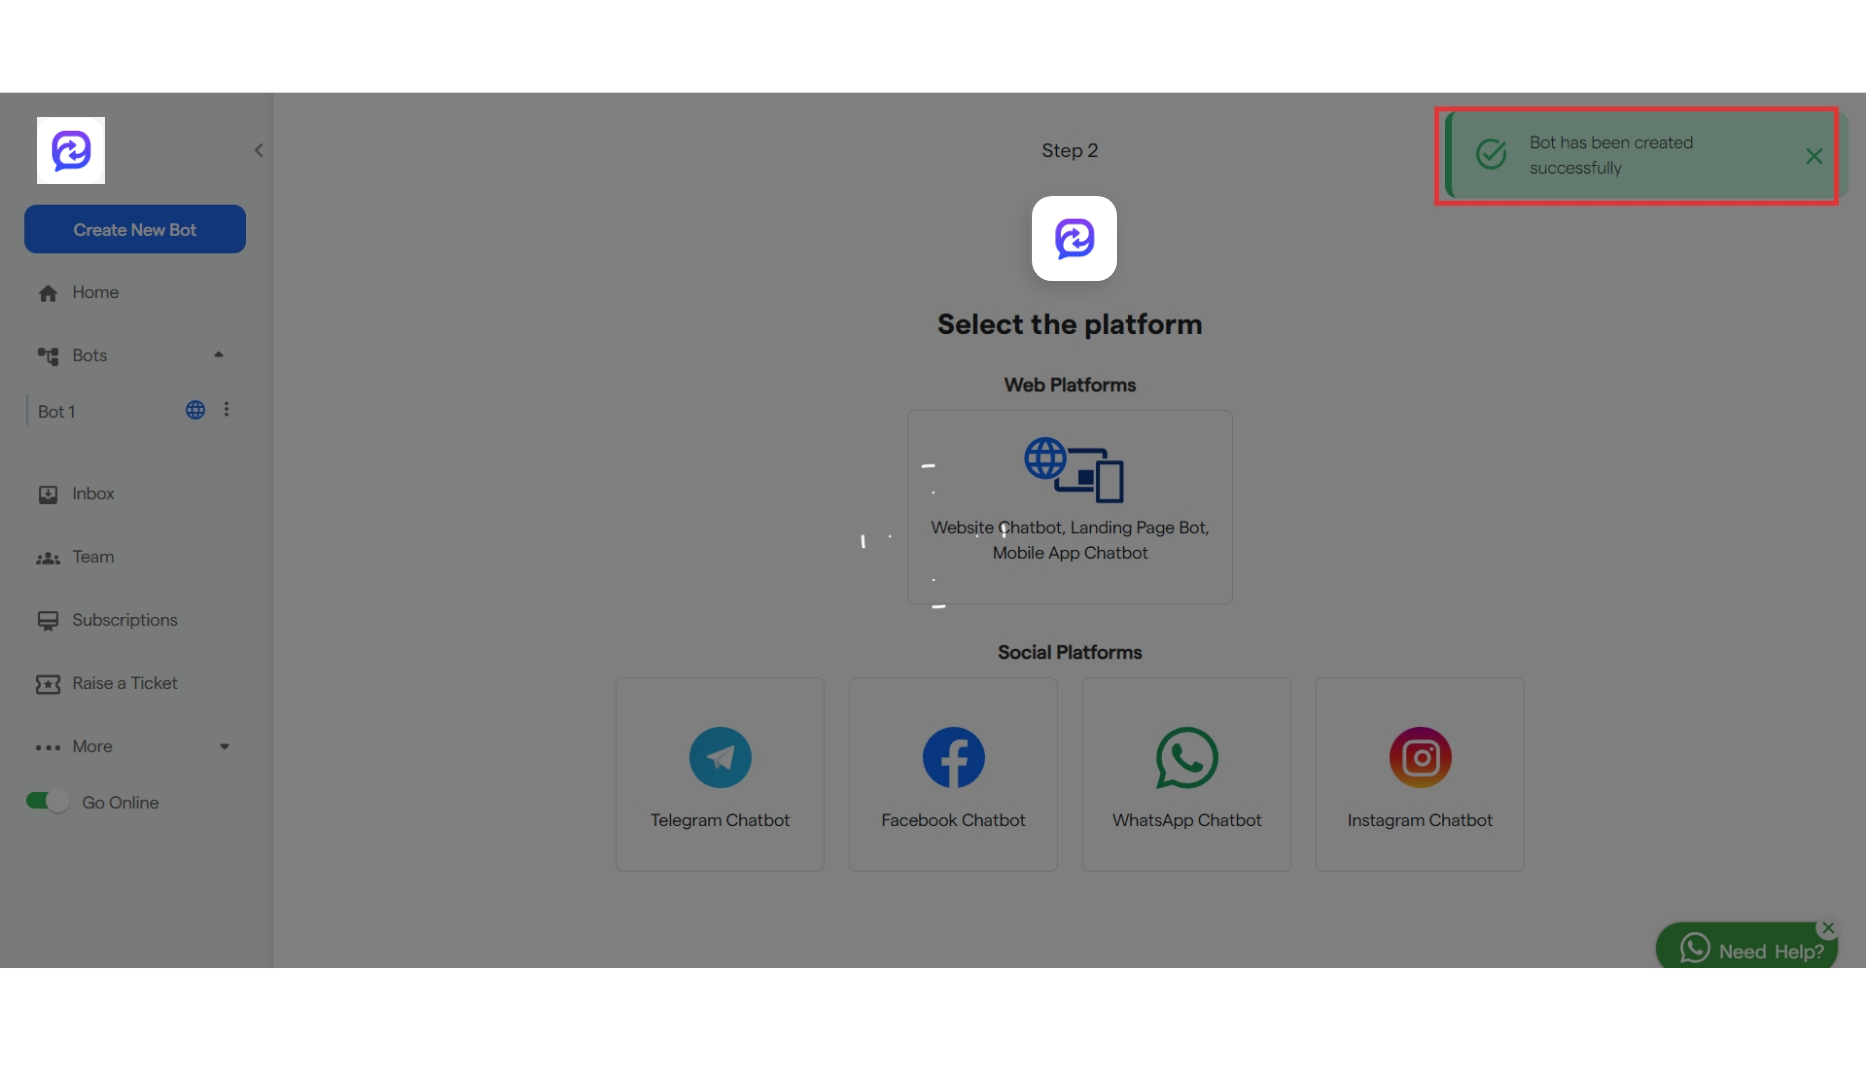 Create New Bot
Home
Bots
Bot 1
Inbox
Team
Subscriptions
Raise a Ticket
More
Go Online
Step 2
Bot has been created
successfully
Select the platform
Web Platforms
Website Chatbot, Landing Page Bot,
Mobile App Chatbot
Social Platforms
Telegram Chatbot
Facebook Chatbot
WhatsApp Chatbot
Instagram Chatbot
Need Help?